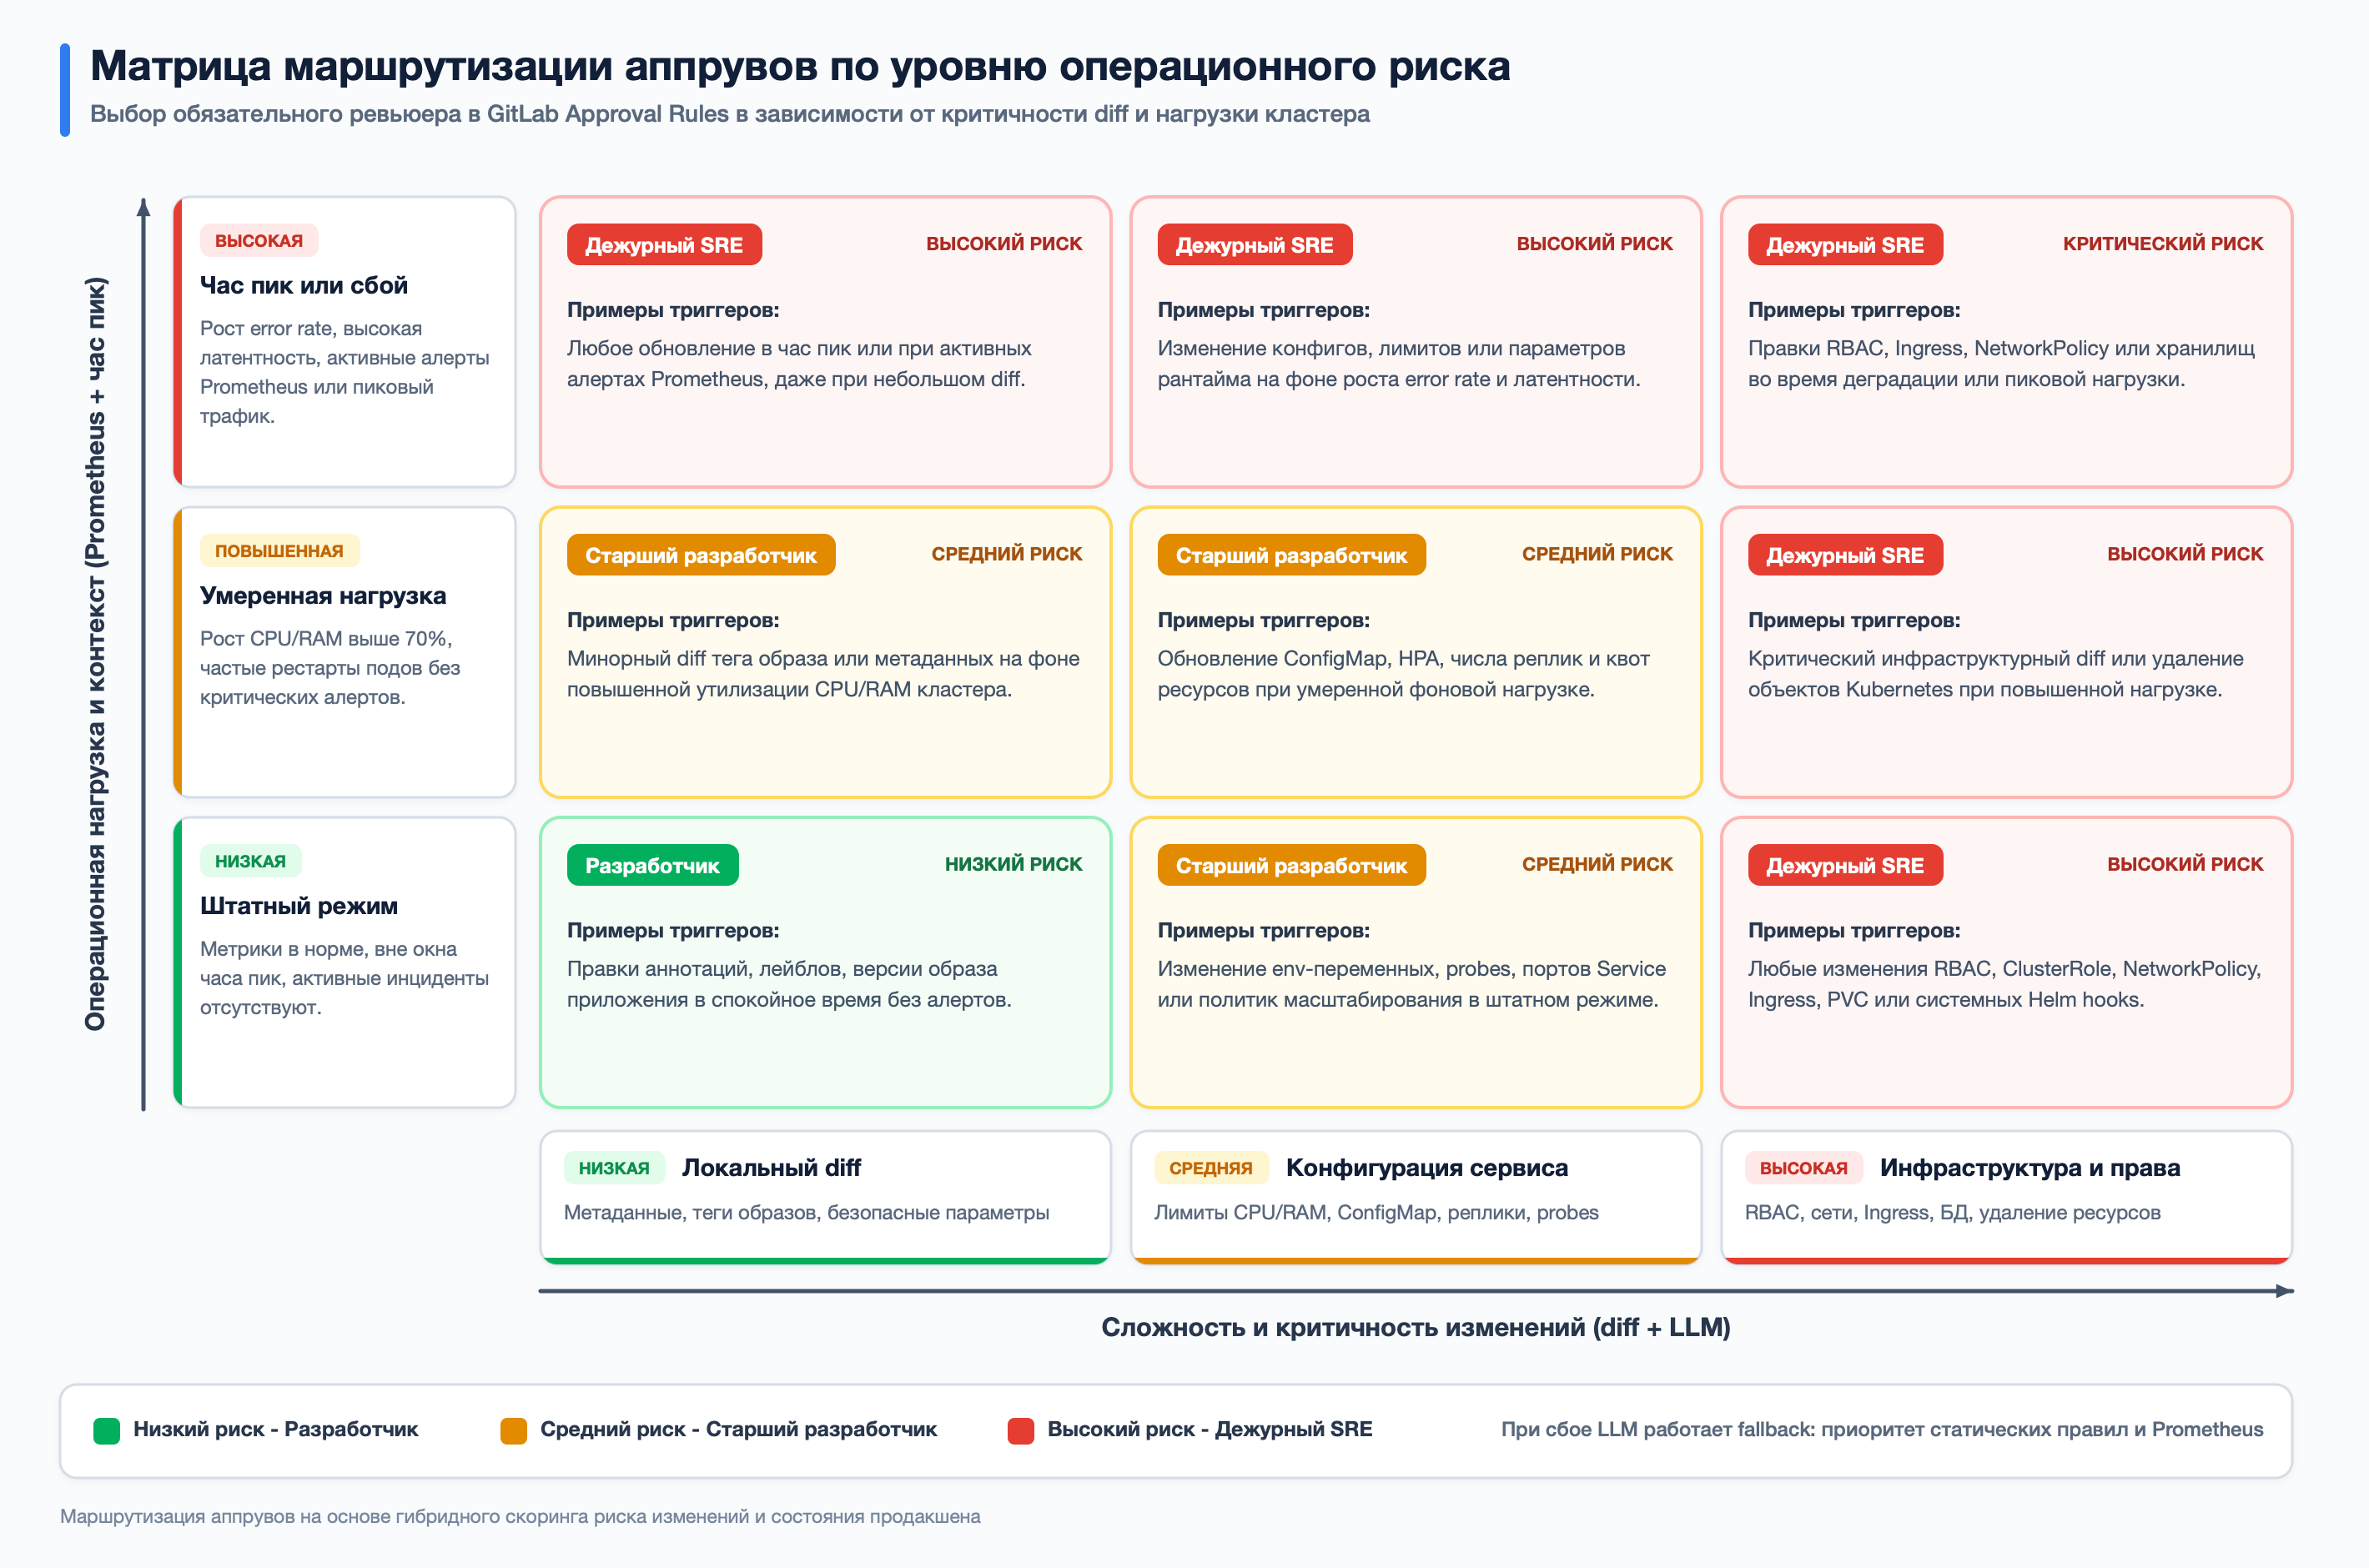 Матрица маршрутизации аппрувов по уровню операционного риска
Выбор обязательного ревьюера в GitLab Approval Rules в зависимости от критичности diff и нагрузки кластера
Операционная нагрузка и контекст (Prometheus + час пик)
ВЫСОКАЯ
Час пик или сбой
Рост error rate, высокая
латентность, активные алерты
Prometheus или пиковый
трафик.
Дежурный SRE
ВЫСОКИЙ РИСК
Примеры триггеров:
Любое обновление в час пик или при активных
алертах Prometheus, даже при небольшом diff.
Дежурный SRE
ВЫСОКИЙ РИСК
Примеры триггеров:
Изменение конфигов, лимитов или параметров
рантайма на фоне роста error rate и латентности.
Дежурный SRE
КРИТИЧЕСКИЙ РИСК
Примеры триггеров:
Правки RBAC, Ingress, NetworkPolicy или хранилищ
во время деградации или пиковой нагрузки.
ПОВЫШЕННАЯ
Умеренная нагрузка
Рост CPU/RAM выше 70%,
частые рестарты подов без
критических алертов.
Старший разработчик
СРЕДНИЙ РИСК
Примеры триггеров:
Минорный diff тега образа или метаданных на фоне
повышенной утилизации CPU/RAM кластера.
Старший разработчик
СРЕДНИЙ РИСК
Примеры триггеров:
Обновление ConfigMap, HPA, числа реплик и квот
ресурсов при умеренной фоновой нагрузке.
Дежурный SRE
ВЫСОКИЙ РИСК
Примеры триггеров:
Критический инфраструктурный diff или удаление
объектов Kubernetes при повышенной нагрузке.
НИЗКАЯ
Штатный режим
Метрики в норме, вне окна
часа пик, активные инциденты
отсутствуют.
Разработчик
НИЗКИЙ РИСК
Примеры триггеров:
Правки аннотаций, лейблов, версии образа
приложения в спокойное время без алертов.
Старший разработчик
СРЕДНИЙ РИСК
Примеры триггеров:
Изменение env-переменных, probes, портов Service
или политик масштабирования в штатном режиме.
Дежурный SRE
ВЫСОКИЙ РИСК
Примеры триггеров:
Любые изменения RBAC, ClusterRole, NetworkPolicy,
Ingress, PVC или системных Helm hooks.
НИЗКАЯ Локальный diff
Метаданные, теги образов, безопасные параметры
СРЕДНЯЯ Конфигурация сервиса
Лимиты CPU/RAM, ConfigMap, реплики, probes
ВЫСОКАЯ Инфраструктура и права
RBAC, сети, Ingress, БД, удаление ресурсов
Сложность и критичность изменений (diff + LLM)
Низкий риск - Разработчик
Средний риск - Старший разработчик
Высокий риск - Дежурный SRE
При сбое LLM работает fallback: приоритет статических правил и Prometheus
Маршрутизация аппрувов на основе гибридного скоринга риска изменений и состояния продакшена